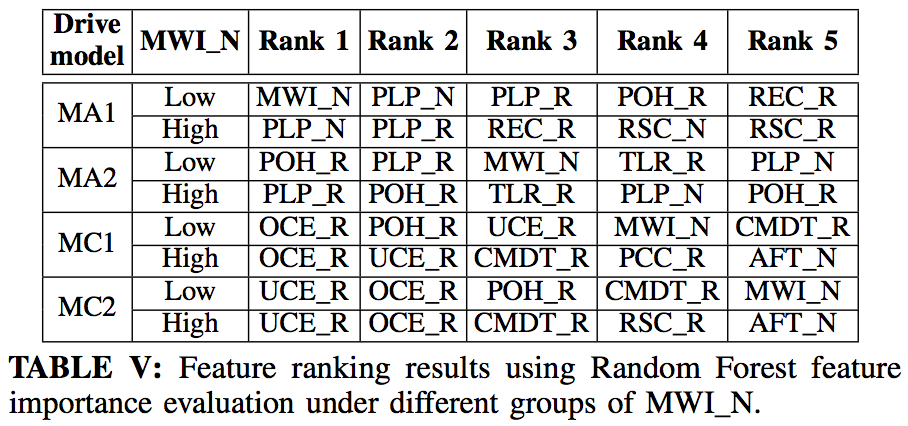 Drive model MWI_N Rank 1 Rank 2 Rank 3 Rank 4 Rank 5
MA1 Low MWI_N PLP_N PLP_R POH_R REC_R
High PLP_N PLP_R REC_R RSC_N RSC_R
MA2 Low POH_R PLP_R MWI_N TLR_R PLP_N
High PLP_R POH_R TLR_R PLP_N POH_R
MC1 Low OCE_R POH_R UCE_R MWI_N CMDT_R
High OCE_R UCE_R CMDT_R PCC_R AFT_N
MC2 Low UCE_R OCE_R POH_R CMDT_R MWI_N
High UCE_R OCE_R CMDT_R RSC_R AFT_N
TABLE V: Feature ranking results using Random Forest feature
importance evaluation under different groups of MWI_N.